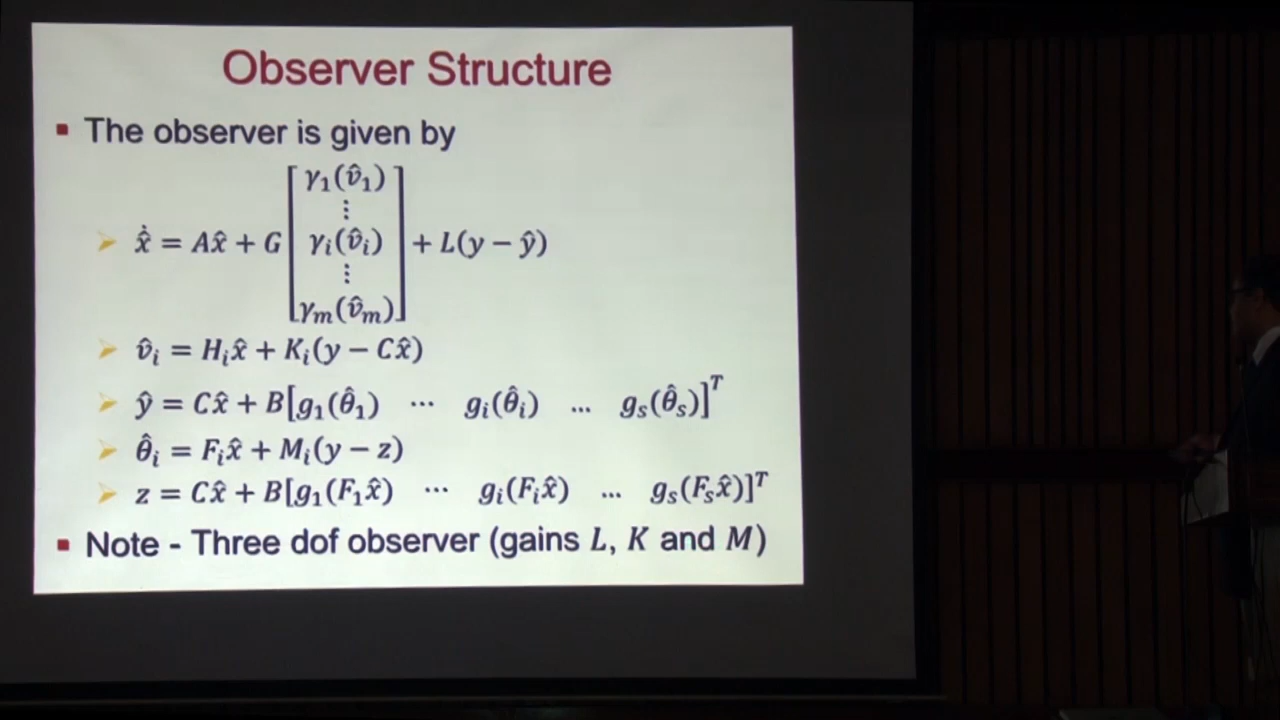 Observer Structure
▪ The observer is given by
➢ x̂̇ = Ax̂ + G [γ₁(v̂₁) ⋮ γᵢ(v̂ᵢ) ⋮ γₘ(v̂ₘ)] + L(y − ŷ)
➢ v̂ᵢ = Hᵢx̂ + Kᵢ(y − Cx̂)
➢ ŷ = Cx̂ + B[g₁(θ̂₁) ⋯ gᵢ(θ̂ᵢ) … gₛ(θ̂ₛ)]ᵀ
➢ θ̂ᵢ = Fᵢx̂ + Mᵢ(y − z)
➢ z = Cx̂ + B[g₁(F₁x̂) ⋯ gᵢ(Fᵢx̂) … gₛ(Fₛx̂)]ᵀ
▪ Note - Three dof observer (gains L, K and M)